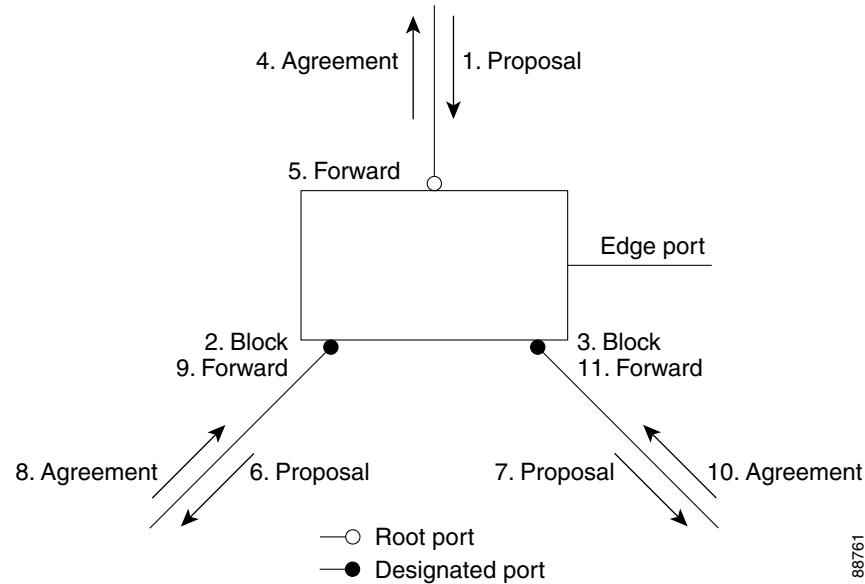 4. Agreement
1. Proposal
5. Forward
Edge port
2. Block
9. Forward
3. Block
11. Forward
8. Agreement
6. Proposal
7. Proposal
10. Agreement
Root port
Designated port
88761